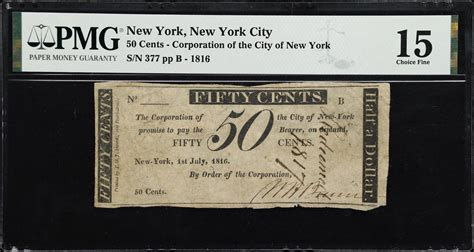 PMG
PAPER MONEY GUARANTY
New York, New York City
50 Cents - Corporation of the City of New York
S/N 377 pp B - 1816
15
Choice Fine
No
FIFTY CENTS.
B
FIFTY CENTS.
The Corporation of the City of New-York
promise to pay the Bearer, on demand,
FIFTY 50 CENTS.
New-York, 1st July, 1816.
By Order of the Corporation,
50 Cents.
Half a Dollar.
1817